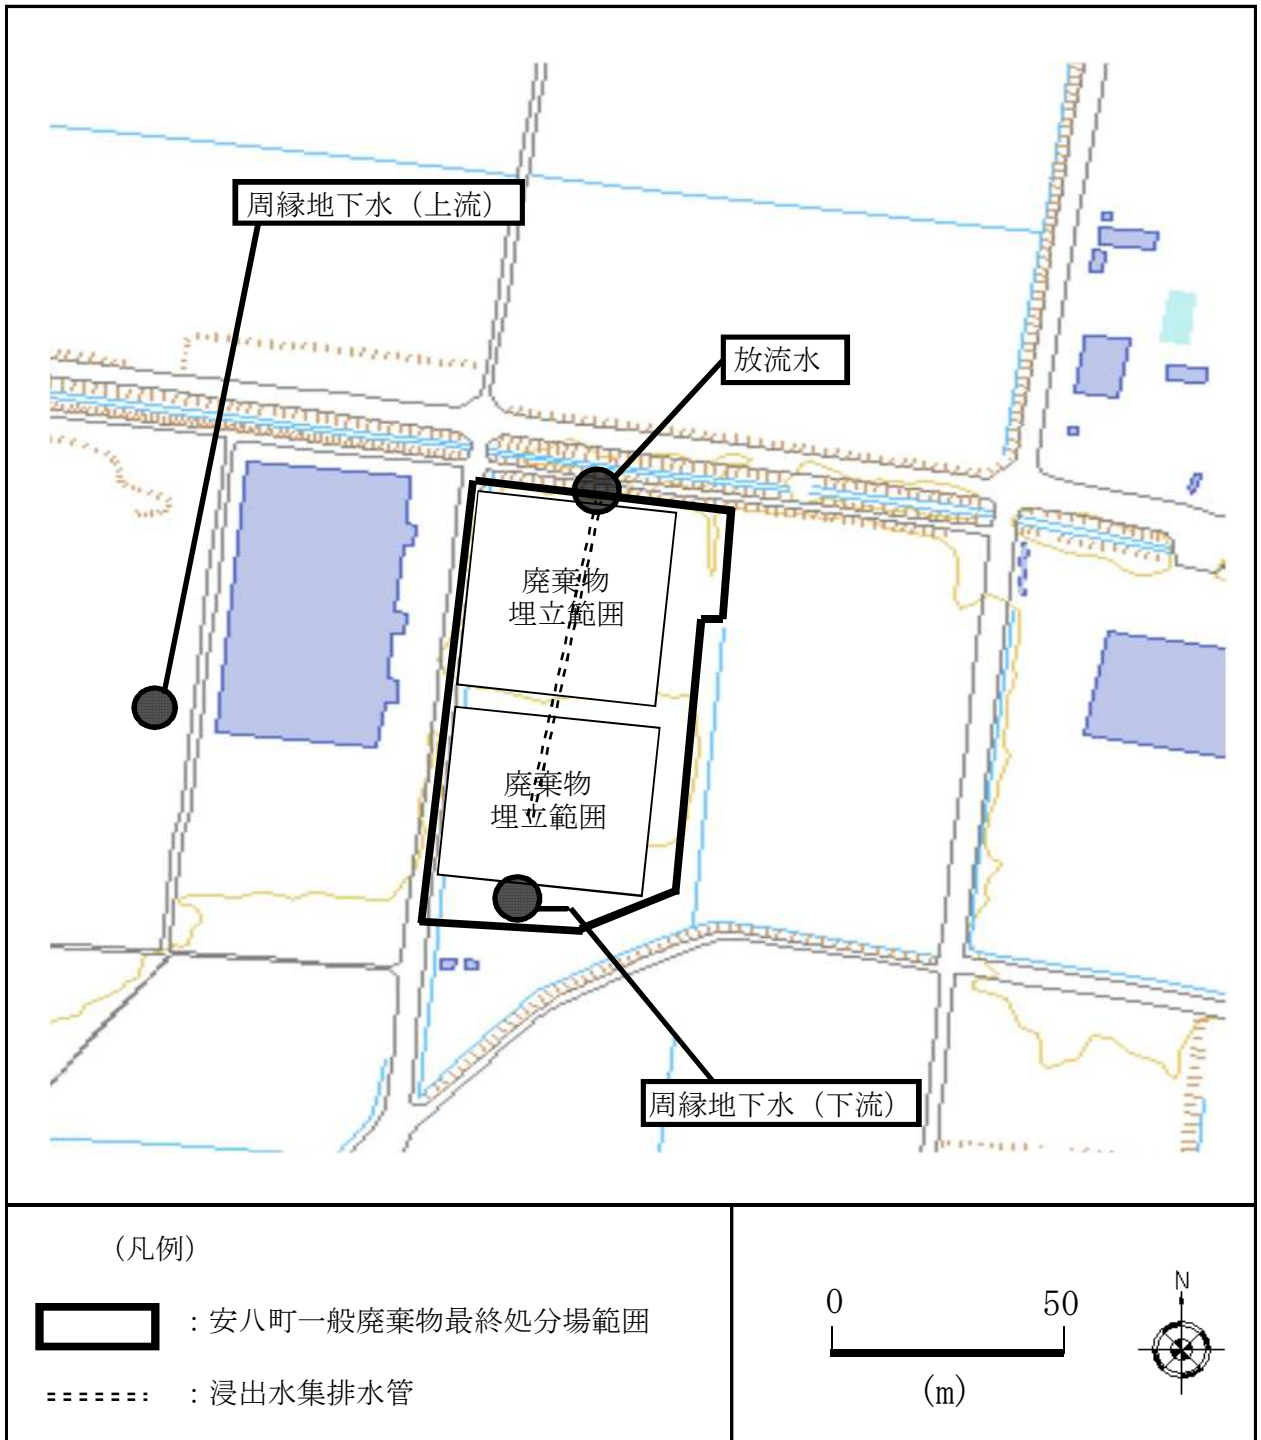 周縁地下水（上流）
放流水
廃棄物
埋立範囲
廃棄物
埋立範囲
周縁地下水（下流）
（凡例）
：安八町一般廃棄物最終処分場範囲
：浸出水集排水管
0 50
(m)
N